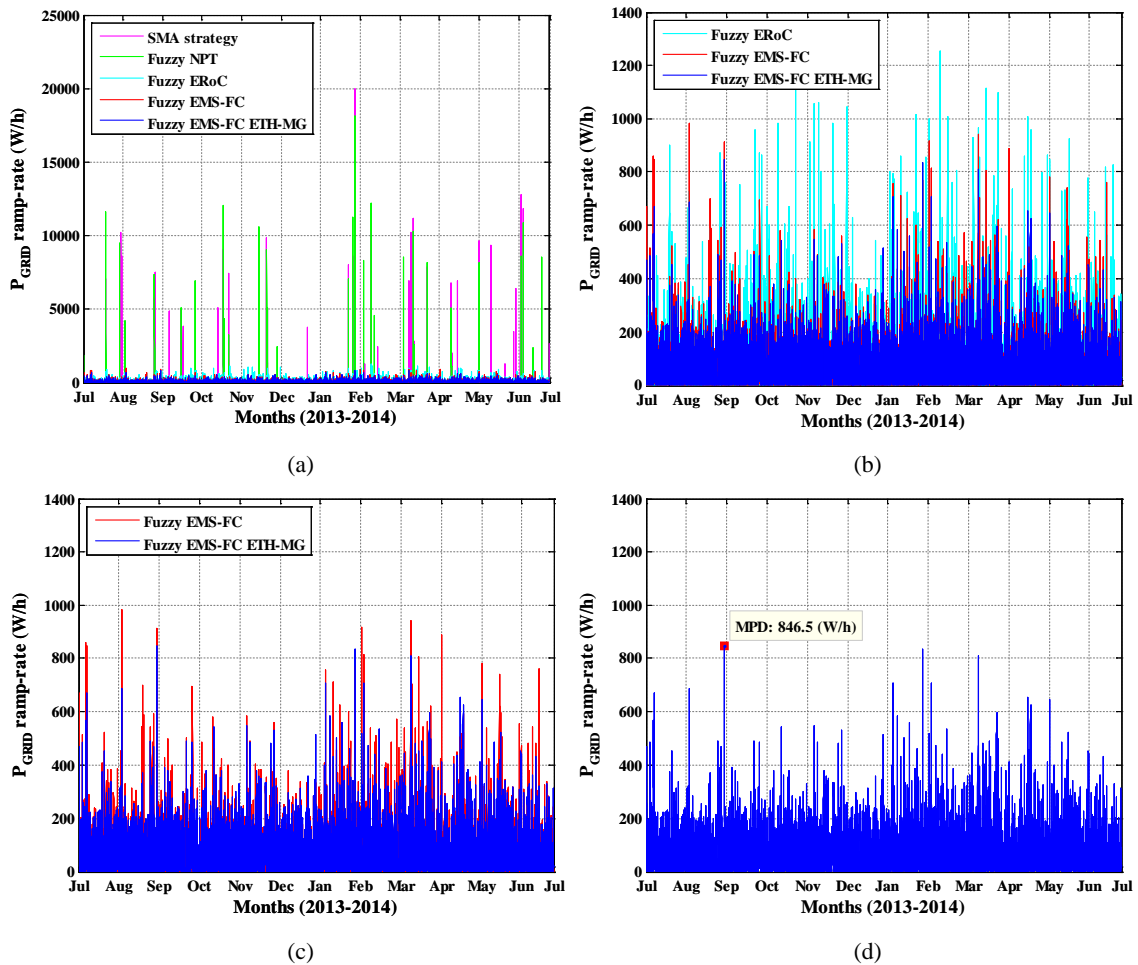 25000
20000
15000
10000
5000
0
P_GRID ramp-rate (W/h)
SMA strategy
Fuzzy NPT
Fuzzy ERoC
Fuzzy EMS-FC
Fuzzy EMS-FC ETH-MG
Jul Aug Sep Oct Nov Dec Jan Feb Mar Apr May Jun Jul
Months (2013-2014)
(a)
1400
1200
1000
800
600
400
200
0
P_GRID ramp-rate (W/h)
Fuzzy ERoC
Fuzzy EMS-FC
Fuzzy EMS-FC ETH-MG
Jul Aug Sep Oct Nov Dec Jan Feb Mar Apr May Jun Jul
Months (2013-2014)
(b)
1400
1200
1000
800
600
400
200
0
P_GRID ramp-rate (W/h)
Fuzzy EMS-FC
Fuzzy EMS-FC ETH-MG
Jul Aug Sep Oct Nov Dec Jan Feb Mar Apr May Jun Jul
Months (2013-2014)
(c)
1400
1200
1000
800
600
400
200
0
P_GRID ramp-rate (W/h)
MPD: 846.5 (W/h)
Jul Aug Sep Oct Nov Dec Jan Feb Mar Apr May Jun Jul
Months (2013-2014)
(d)